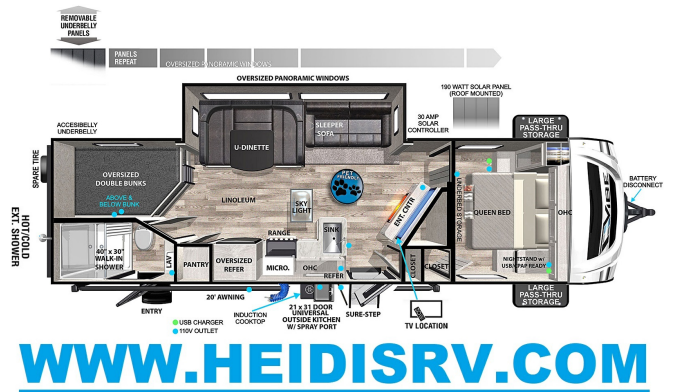 REMOVABLE
UNDERBELLY
PANELS
PANELS
REPEAT
OVERSIZED PANORAMIC WINDOWS
OVERSIZED PANORAMIC WINDOWS
190 WATT SOLAR PANEL
(ROOF MOUNTED)
ACCESIBELLY
UNDERBELLY
30 AMP
SOLAR
CONTROLLER
LARGE
PASS-THRU
STORAGE
SLEEPER
SOFA
U-DINETTE
SPARE TIRE
OVERSIZED
DOUBLE BUNKS
ABOVE &
BELOW BUNK
LINOLEUM
PET
FRIENDLY
SKY
LIGHT
ENT. CNTR
UNDERBED STORAGE
QUEEN BED
OHC
VIBE
BATTERY
DISCONNECT
HOT/COLD
EXT. SHOWER
40" x 30"
WALK-IN
SHOWER
LAV
PANTRY
OVERSIZED
REFER
RANGE
MICRO.
SINK
OHC
REFER
CLOSET
CLOSET
NIGHTSTAND w/
USB/CPAP READY
LARGE
PASS-THRU
STORAGE
ENTRY
20' AWNING
INDUCTION
COOKTOP
21 x 31 DOOR
UNIVERSAL
OUTSIDE KITCHEN
W/ SPRAY PORT
SURE-STEP
TV LOCATION
USB CHARGER
110V OUTLET
WWW.HEIDISRV.COM